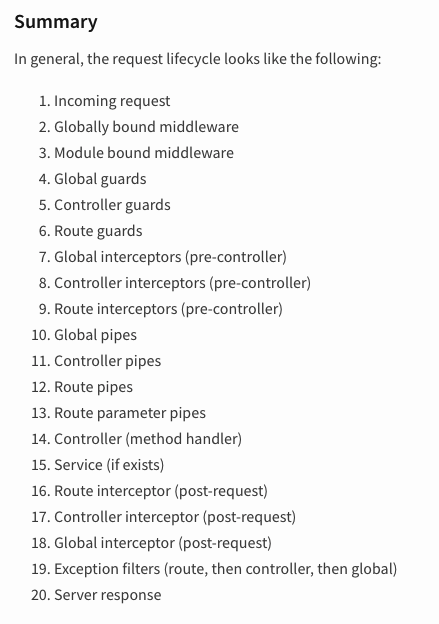 Summary
In general, the request lifecycle looks like the following:
1. Incoming request
2. Globally bound middleware
3. Module bound middleware
4. Global guards
5. Controller guards
6. Route guards
7. Global interceptors (pre-controller)
8. Controller interceptors (pre-controller)
9. Route interceptors (pre-controller)
10. Global pipes
11. Controller pipes
12. Route pipes
13. Route parameter pipes
14. Controller (method handler)
15. Service (if exists)
16. Route interceptor (post-request)
17. Controller interceptor (post-request)
18. Global interceptor (post-request)
19. Exception filters (route, then controller, then global)
20. Server response